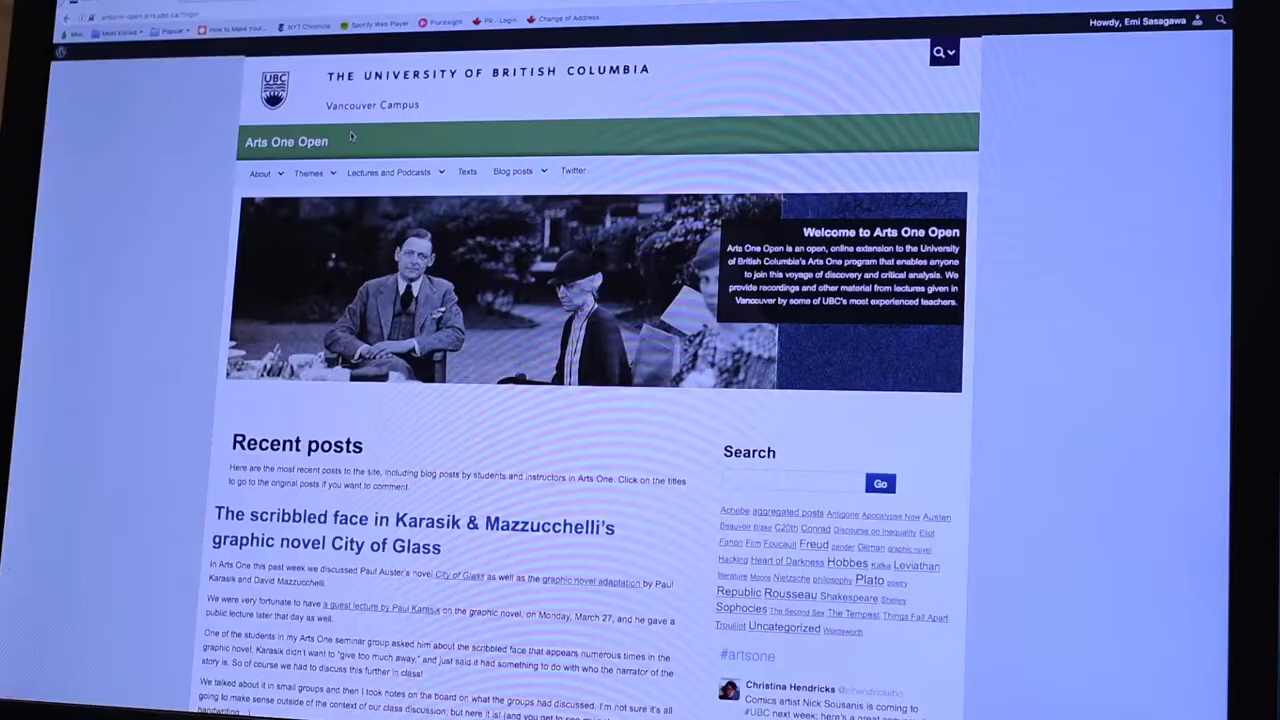 artsone-open.arts.ubc.ca/login
Misc Most Visited Popular How to Make Your... NYT Chronicle Spotify Web Player Pluralsight PR - Login Change of Address
Howdy, Emi Sasagawa
UBC
THE UNIVERSITY OF BRITISH COLUMBIA
Vancouver Campus
Arts One Open
About Themes Lectures and Podcasts Texts Blog posts Twitter
Welcome to Arts One Open
Arts One Open is an open, online extension to the University
of British Columbia's Arts One program that enables anyone
to join this voyage of discovery and critical analysis. We
provide recordings and other material from lectures given in
Vancouver by some of UBC's most experienced teachers.
Recent posts
Here are the most recent posts to the site, including blog posts by students and instructors in Arts One. Click on the titles
to go to the original posts if you want to comment.
The scribbled face in Karasik & Mazzucchelli's
graphic novel City of Glass
In Arts One this past week we discussed Paul Auster's novel City of Glass as well as the graphic novel adaptation by Paul
Karasik and David Mazzucchelli.
We were very fortunate to have a guest lecture by Paul Karasik on the graphic novel, on Monday, March 27, and he gave a
public lecture later that day as well.
One of the students in my Arts One seminar group asked him about the scribbled face that appears numerous times in the
graphic novel. Karasik didn't want to "give too much away," and just said it had something to do with who the narrator of the
story is. So of course we had to discuss this further in class!
We talked about it in small groups and then I took notes on the board on what the groups had discussed. I'm not sure it's all
going to make sense outside of the context of our class discussion, but here it is! (and you get to see my
handwriting
Search
Go
Achebe aggregated posts Antigone Apocalypse Now Austen
Beauvoir Blake C20th Conrad Discourse on Inequality Eliot
Fanon Film Foucault Freud gender Gilman graphic novel
Hacking Heart of Darkness Hobbes Kafka Leviathan
literature Moore Nietzsche philosophy Plato poetry
Republic Rousseau Shakespeare Shelley
Sophocles The Second Sex The Tempest Things Fall Apart
Trouillot Uncategorized Wordsworth
#artsone
Christina Hendricks @clhendricksbc
Comics artist Nick Sousanis is coming to
#UBC next week: here's a great